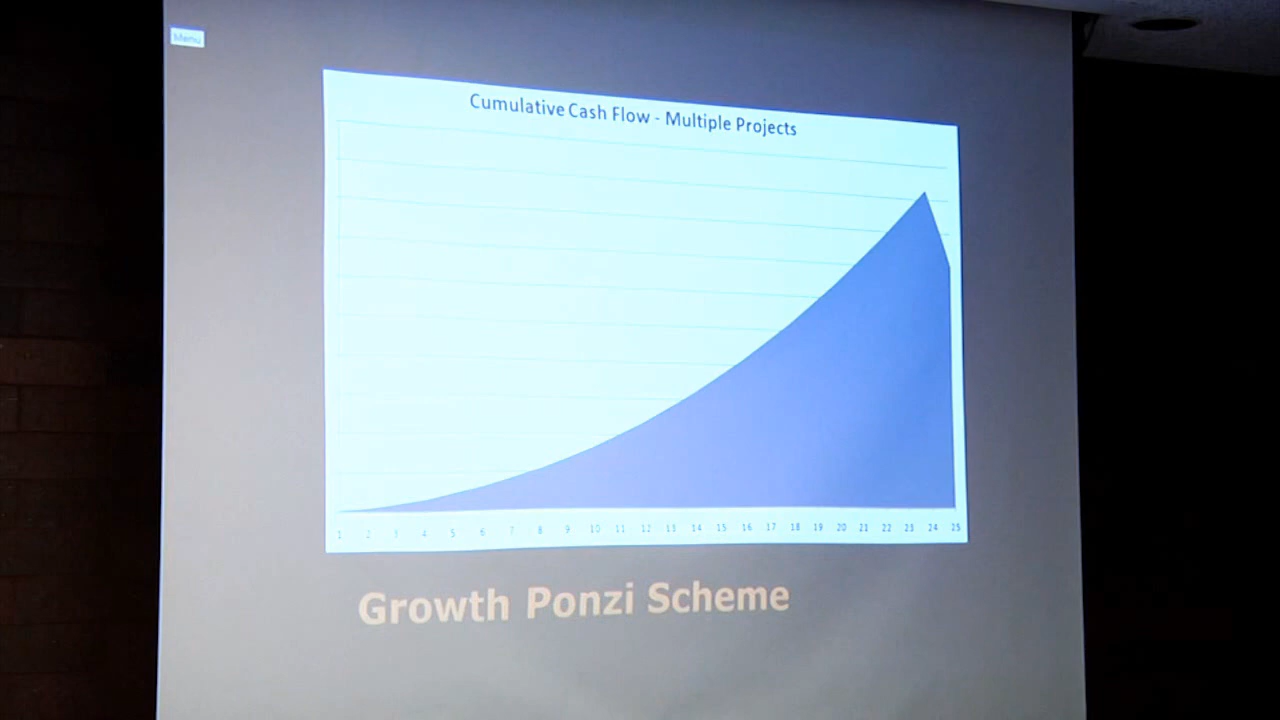 Menu
Cumulative Cash Flow - Multiple Projects
1 2 3 4 5 6 7 8 9 10 11 12 13 14 15 16 17 18 19 20 21 22 23 24 25
Growth Ponzi Scheme